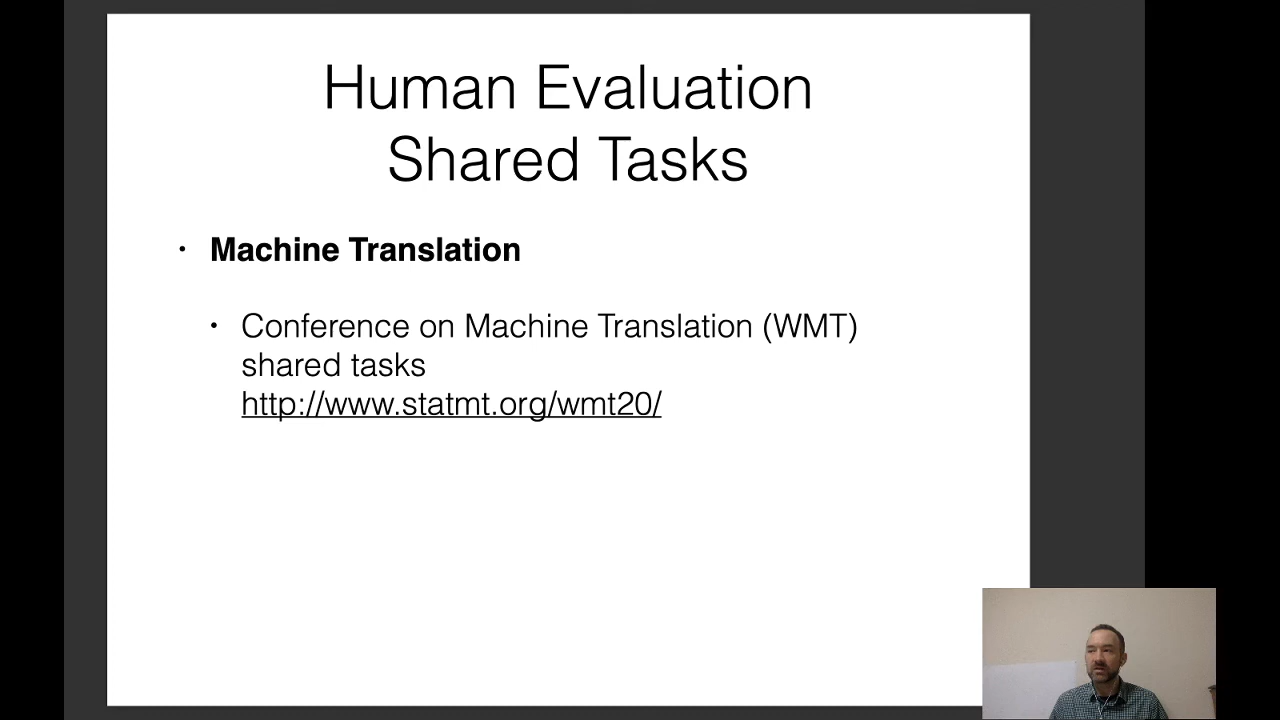 Human Evaluation
Shared Tasks
• Machine Translation
• Conference on Machine Translation (WMT)
shared tasks
http://www.statmt.org/wmt20/